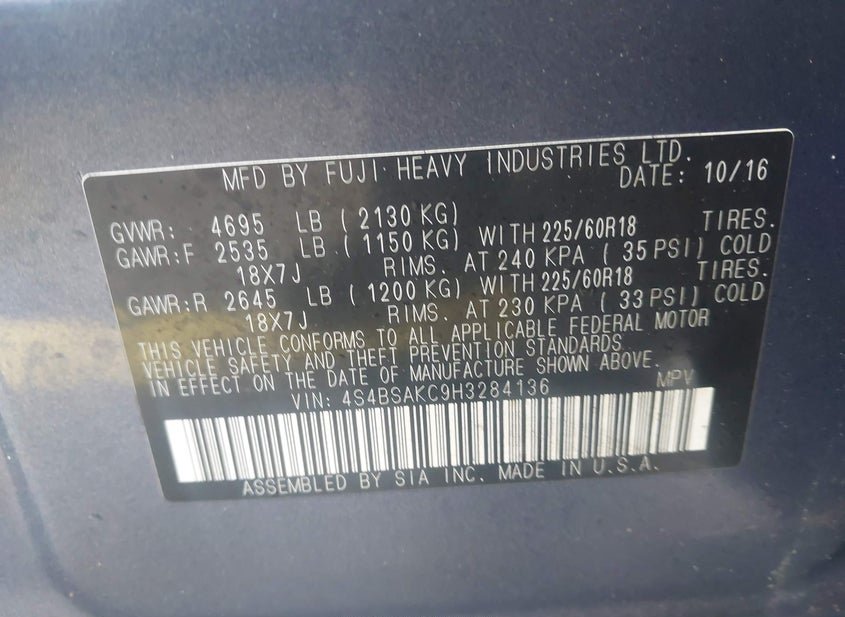 MFD BY FUJI HEAVY INDUSTRIES LTD.
DATE: 10/16
GVWR: 4695 LB ( 2130 KG)
GAWR:F 2535 LB ( 1150 KG) WITH 225/60R18 TIRES.
18X7J RIMS. AT 240 KPA ( 35 PSI) COLD
GAWR:R 2645 LB ( 1200 KG) WITH 225/60R18 TIRES.
18X7J RIMS. AT 230 KPA ( 33 PSI) COLD
THIS VEHICLE CONFORMS TO ALL APPLICABLE FEDERAL MOTOR
VEHICLE SAFETY AND THEFT PREVENTION STANDARDS
IN EFFECT ON THE DATE OF MANUFACTURE SHOWN ABOVE.
VIN: 4S4BSAKC9H3284136 MPV
ASSEMBLED BY SIA INC. MADE IN U.S.A.